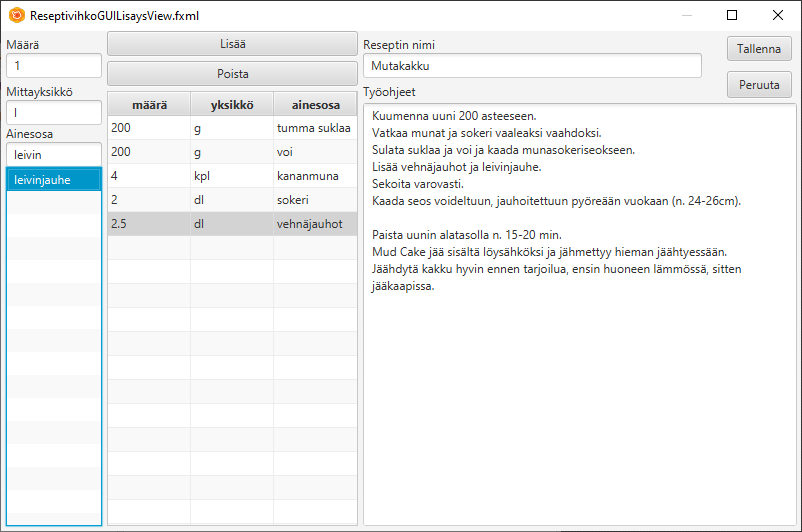 ReseptivihkoGUILisaysView.fxml
Määrä
1
Mittayksikkö
l
Ainesosa
leivin
leivinjauhe
Lisää
Poista
määrä yksikkö ainesosa
200 g tumma suklaa
200 g voi
4 kpl kananmuna
2 dl sokeri
2.5 dl vehnäjauhot
Reseptin nimi
Mutakakku
Tallenna
Peruuta
Työohjeet
Kuumenna uuni 200 asteeseen.
Vatkaa munat ja sokeri vaaleaksi vaahdoksi.
Sulata suklaa ja voi ja kaada munasokeriseokseen.
Lisää vehnäjauhot ja leivinjauhe.
Sekoita varovasti.
Kaada seos voideltuun, jauhoitettuun pyöreään vuokaan (n. 24-26cm).
Paista uunin alatasolla n. 15-20 min.
Mud Cake jää sisältä löysähköksi ja jähmettyy hieman jäähtyessään.
Jäähdytä kakku hyvin ennen tarjoilua, ensin huoneen lämmössä, sitten
jääkaapissa.